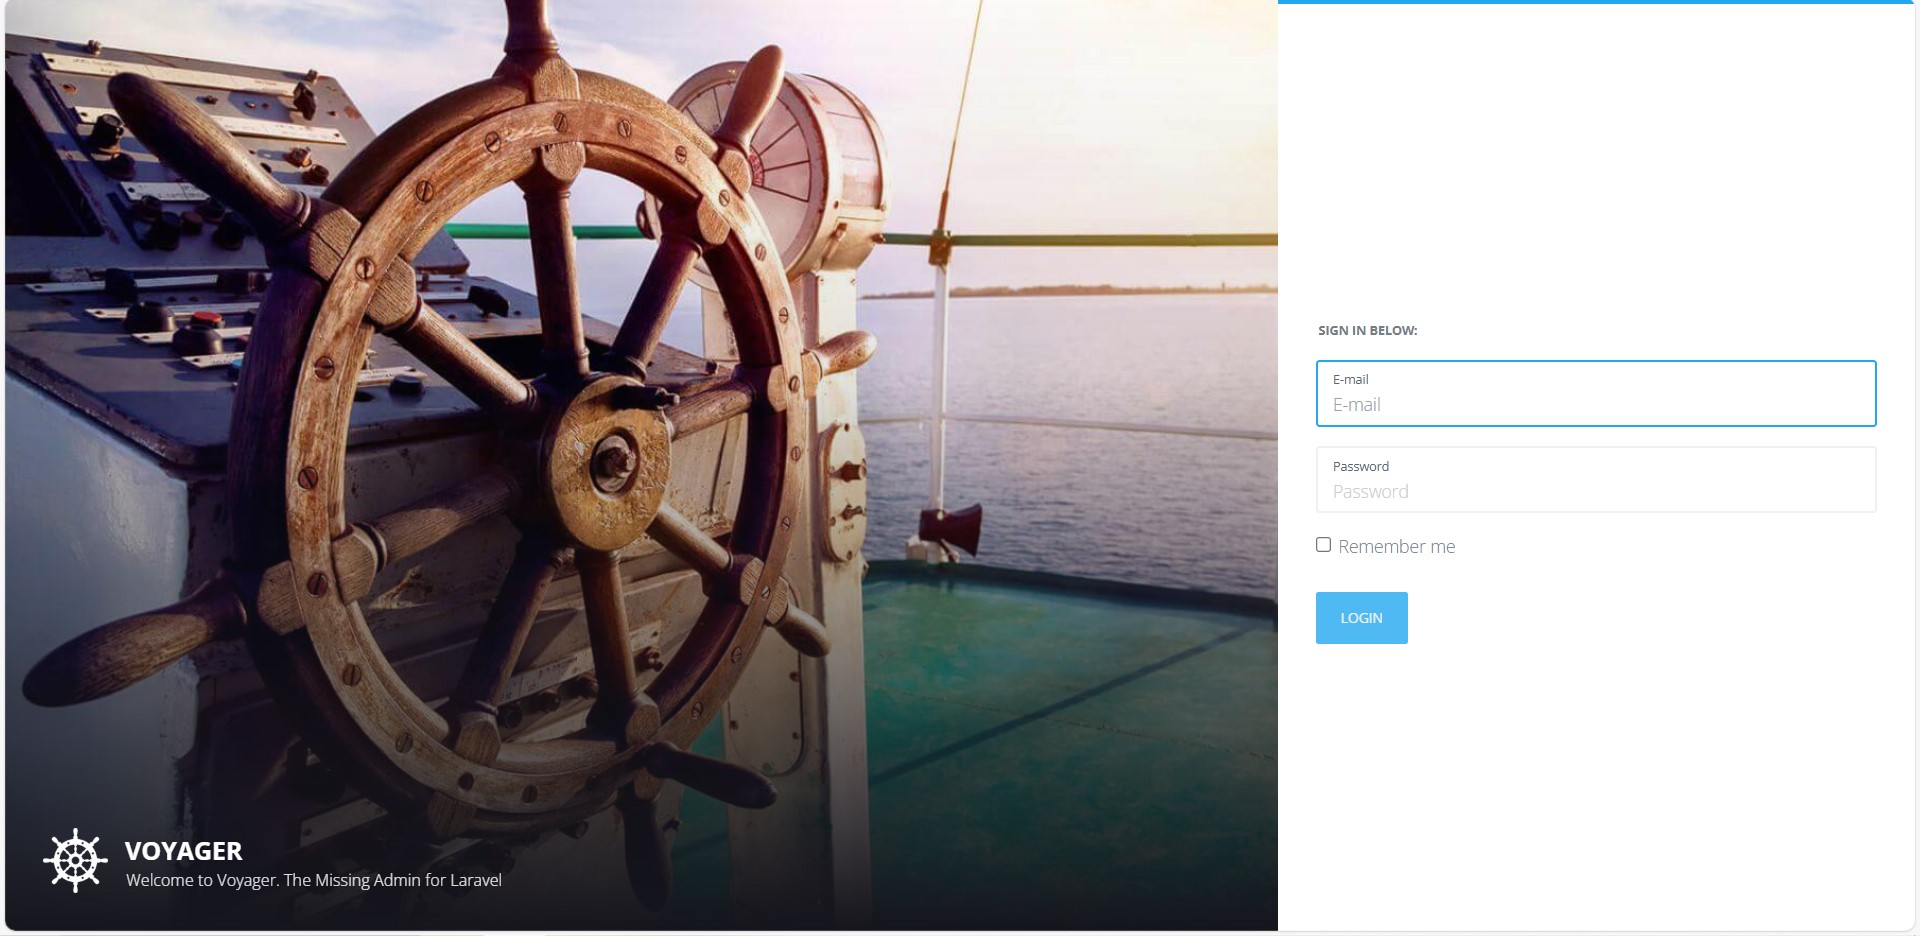 SIGN IN BELOW:
E-mail
E-mail
Password
Password
Remember me
LOGIN
VOYAGER
Welcome to Voyager. The Missing Admin for Laravel